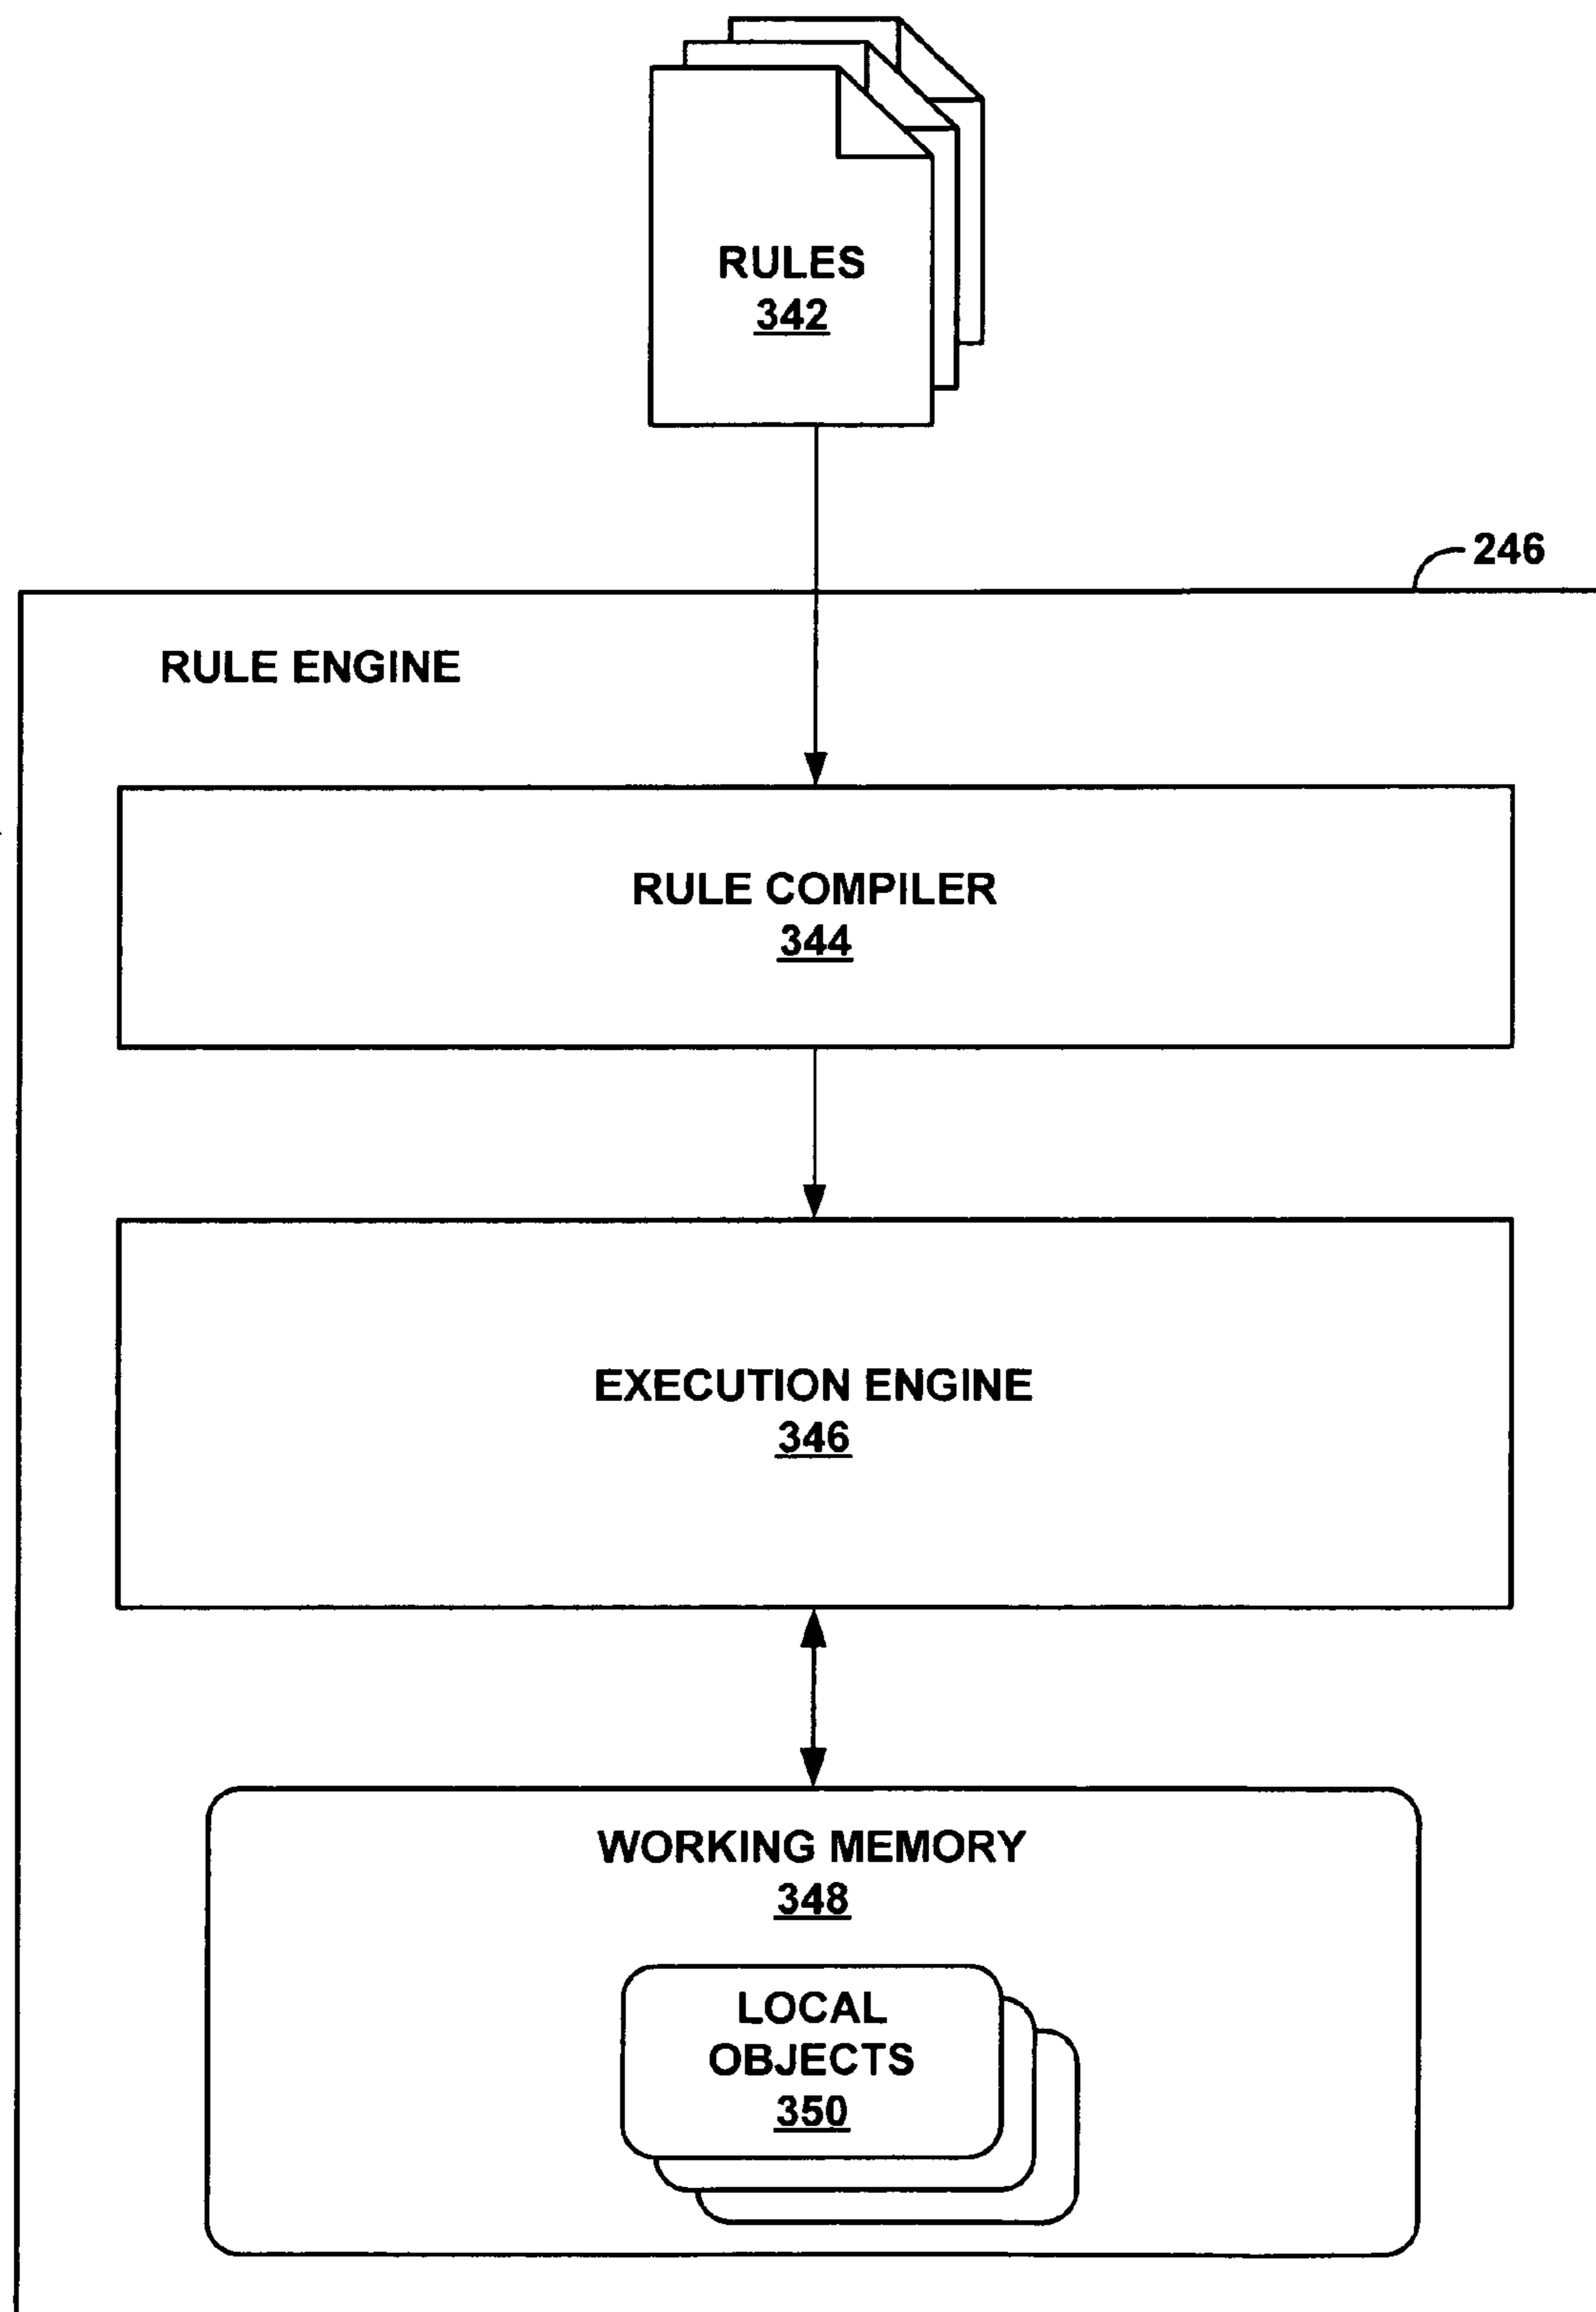 RULES
342
246
RULE ENGINE
RULE COMPILER
344
EXECUTION ENGINE
346
WORKING MEMORY
348
LOCAL
OBJECTS
350